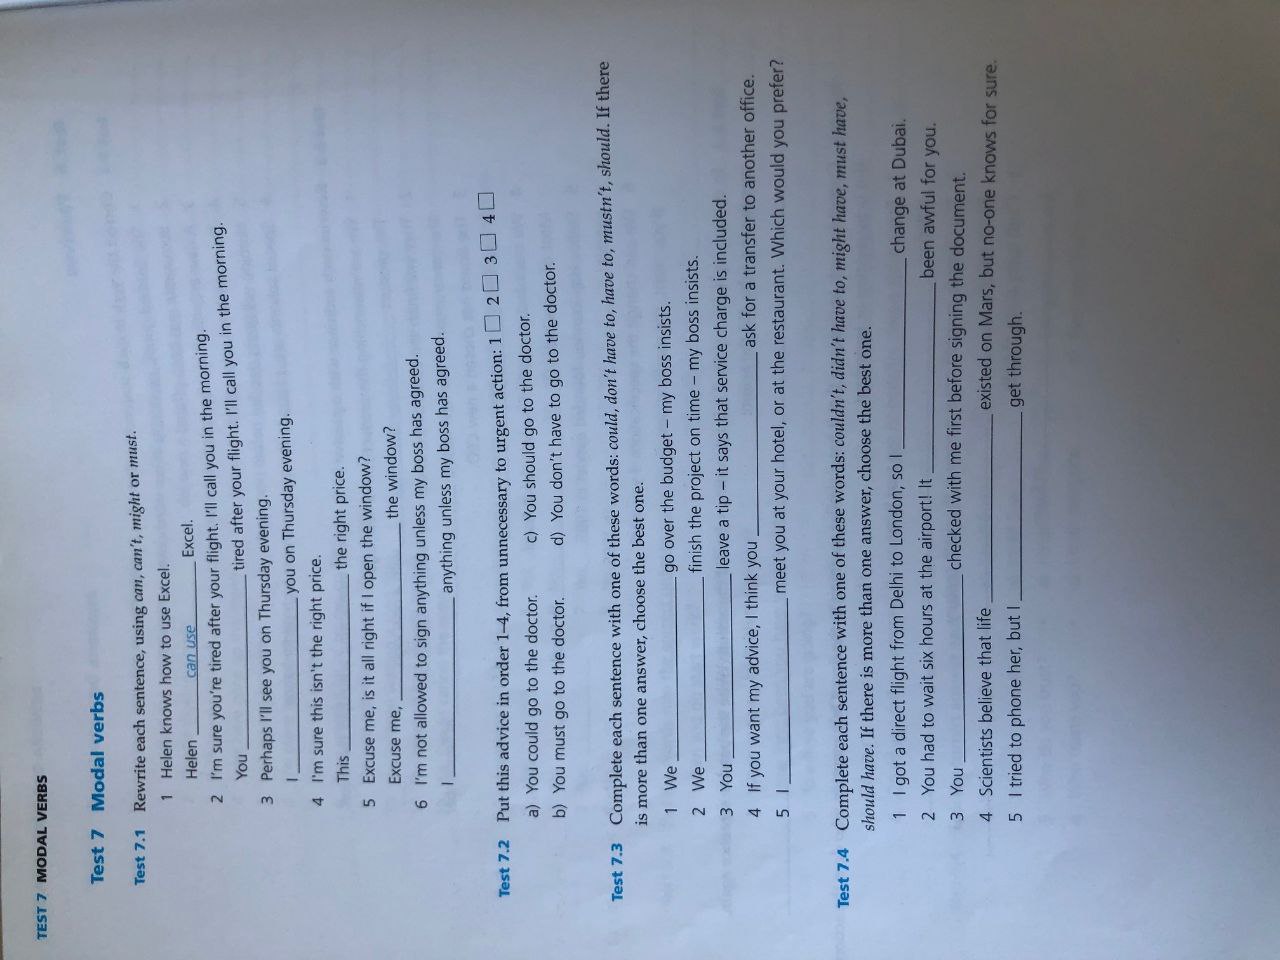 TEST 7 MODAL VERBS
Test 7 Modal verbs
Test 7.1 Rewrite each sentence, using can, can't, might or must.
1 Helen knows how to use Excel.
Helen can use Excel.
2 I'm sure you're tired after your flight. I'll call you in the morning.
You ____________ tired after your flight. I'll call you in the morning.
3 Perhaps I'll see you on Thursday evening.
I ____________ you on Thursday evening.
4 I'm sure this isn't the right price.
This ____________ the right price.
5 Excuse me, is it all right if I open the window?
Excuse me, ____________ the window?
6 I'm not allowed to sign anything unless my boss has agreed.
I ____________ anything unless my boss has agreed.
Test 7.2 Put this advice in order 1–4, from unnecessary to urgent action: 1 □ 2 □ 3 □ 4 □
a) You could go to the doctor. c) You should go to the doctor.
b) You must go to the doctor. d) You don't have to go to the doctor.
Test 7.3 Complete each sentence with one of these words: could, don't have to, have to, mustn't, should. If there
is more than one answer, choose the best one.
1 We ____________ go over the budget – my boss insists.
2 We ____________ finish the project on time – my boss insists.
3 You ____________ leave a tip – it says that service charge is included.
4 If you want my advice, I think you ____________ ask for a transfer to another office.
5 I ____________ meet you at your hotel, or at the restaurant. Which would you prefer?
Test 7.4 Complete each sentence with one of these words: couldn't, didn't have to, might have, must have,
should have. If there is more than one answer, choose the best one.
1 I got a direct flight from Delhi to London, so I ____________ change at Dubai.
2 You had to wait six hours at the airport! It ____________ been awful for you.
3 You ____________ checked with me first before signing the document.
4 Scientists believe that life ____________ existed on Mars, but no-one knows for sure.
5 I tried to phone her, but I ____________ get through.